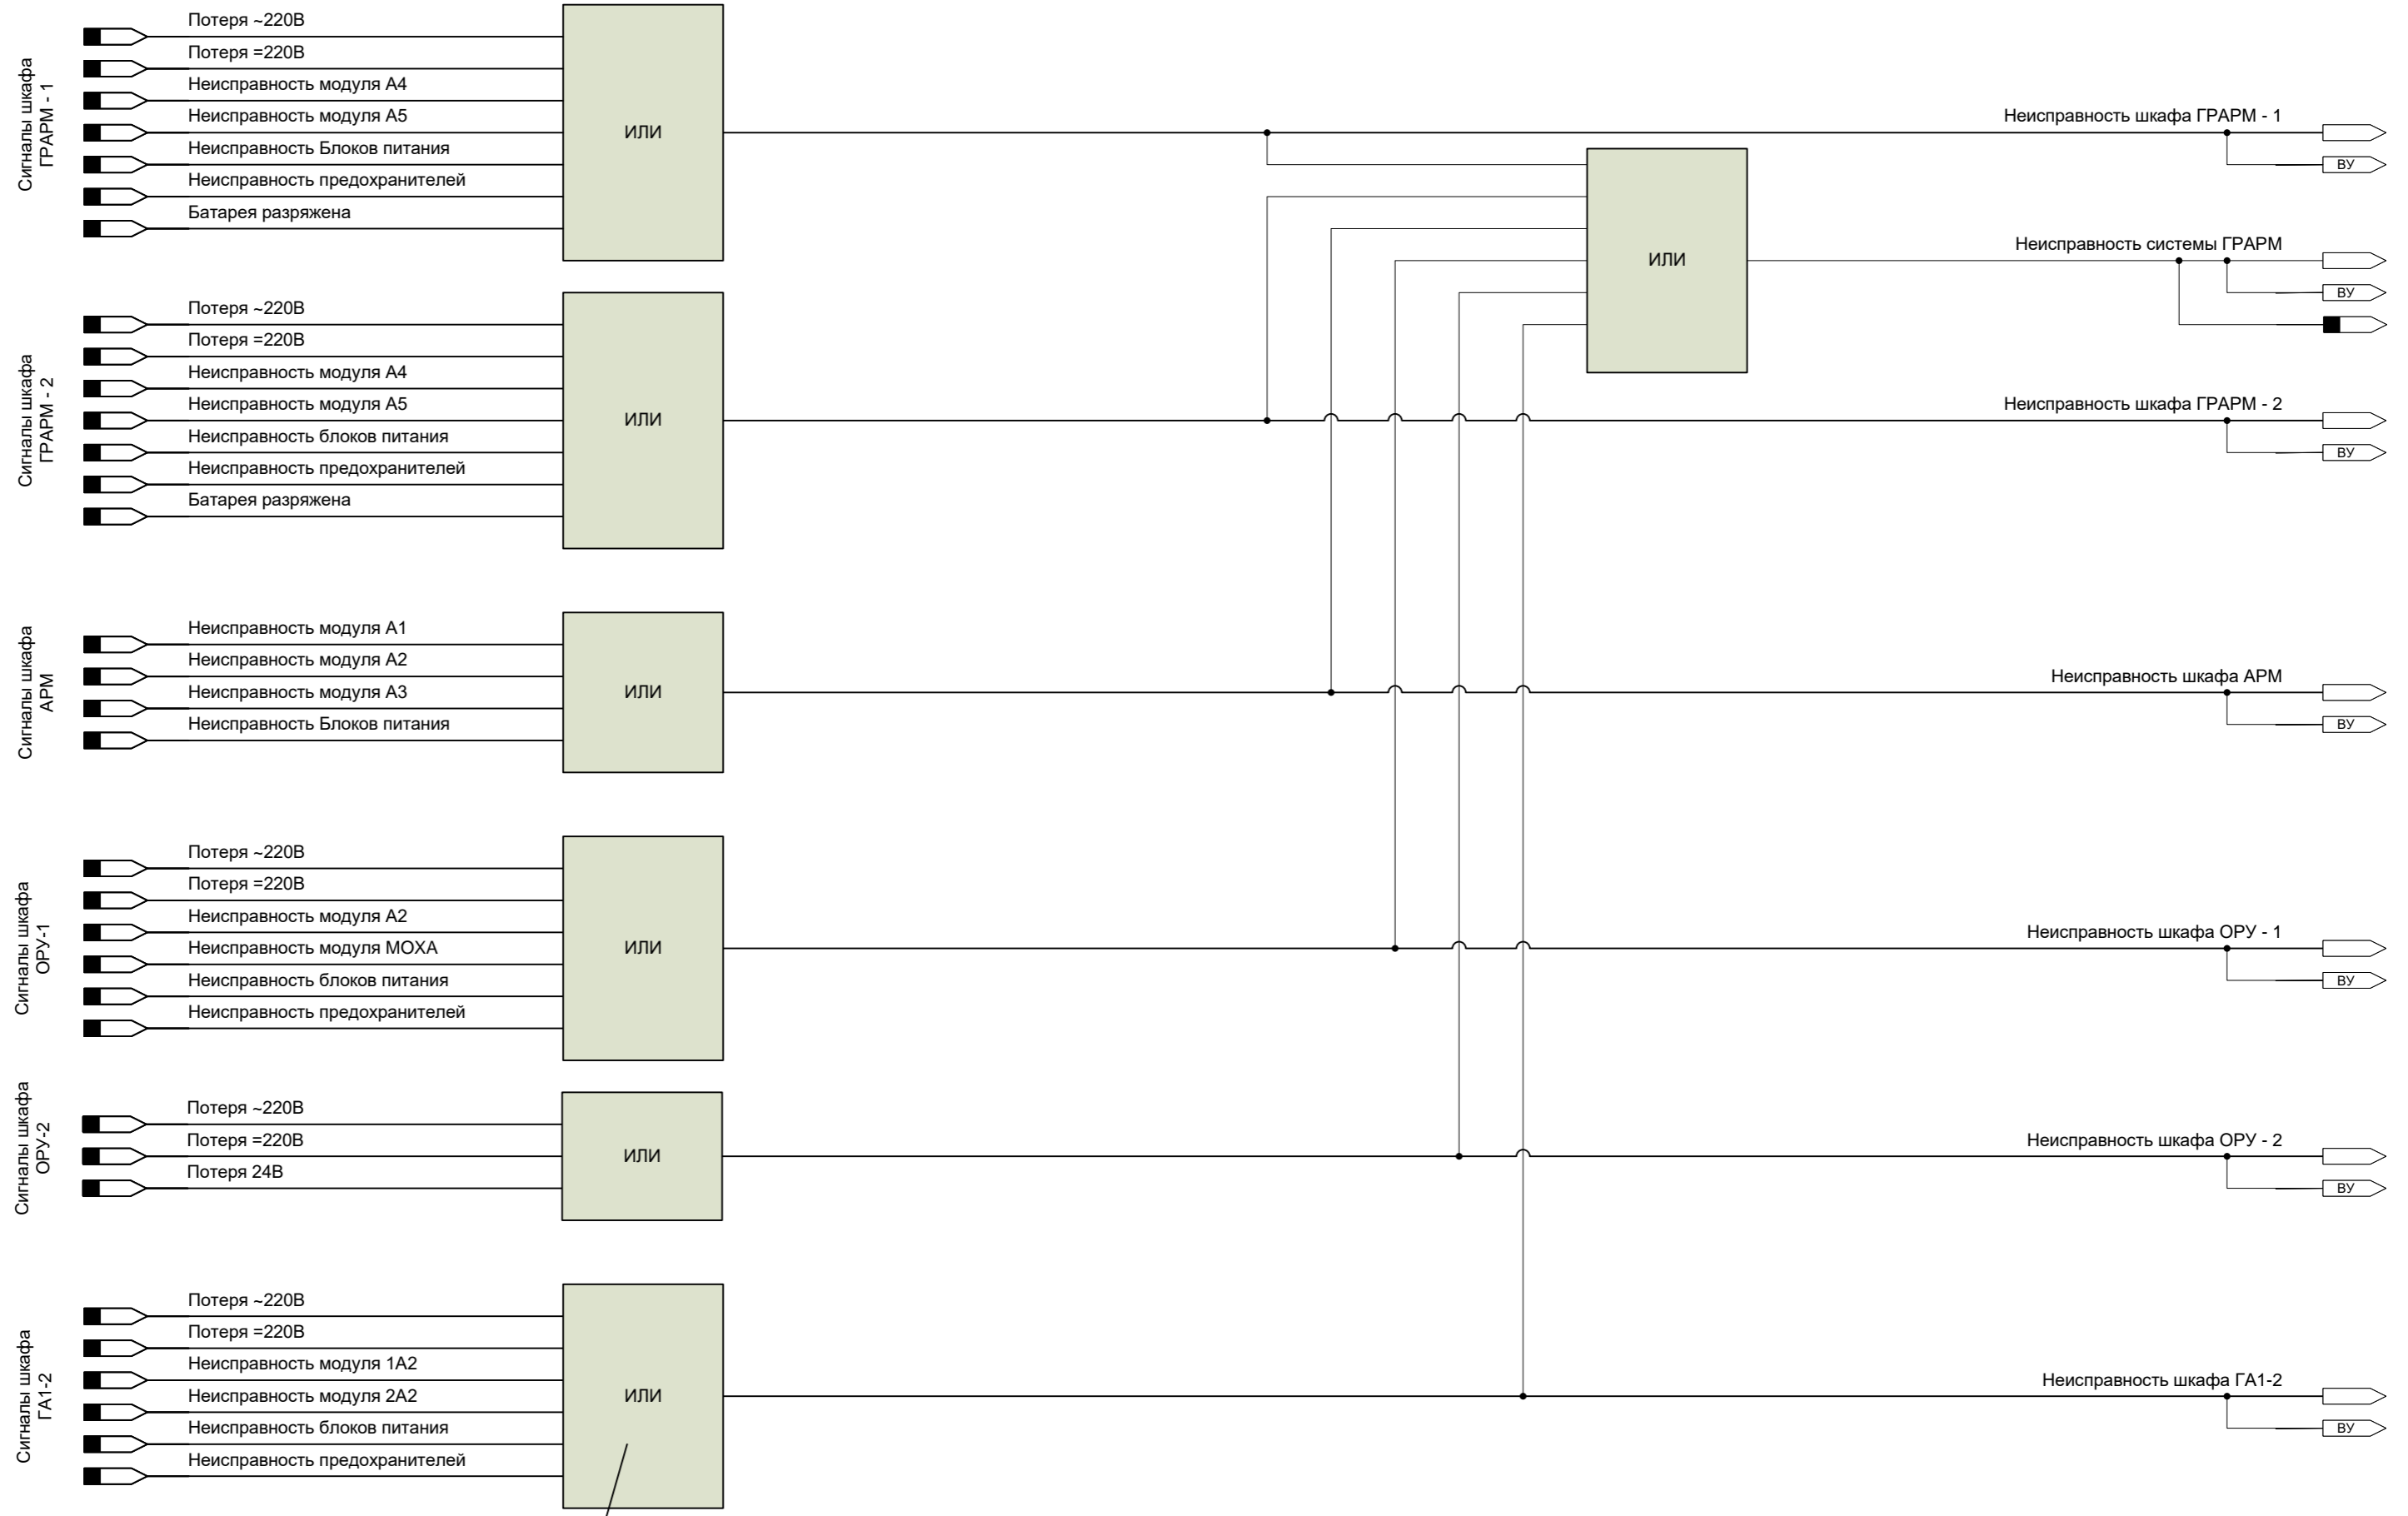 Сигналы шкафа
ГРАРМ - 1
Потеря ~220В
Потеря =220В
Неисправность модуля А4
Неисправность модуля А5
Неисправность Блоков питания
Неисправность предохранителей
Батарея разряжена
ИЛИ
Неисправность шкафа ГРАРМ - 1
ВУ
ИЛИ
Неисправность системы ГРАРМ
ВУ
Сигналы шкафа
ГРАРМ - 2
Потеря ~220В
Потеря =220В
Неисправность модуля А4
Неисправность модуля А5
Неисправность блоков питания
Неисправность предохранителей
Батарея разряжена
ИЛИ
Неисправность шкафа ГРАРМ - 2
ВУ
Сигналы шкафа
АРМ
Неисправность модуля А1
Неисправность модуля А2
Неисправность модуля А3
Неисправность Блоков питания
ИЛИ
Неисправность шкафа АРМ
ВУ
Сигналы шкафа
ОРУ-1
Потеря ~220В
Потеря =220В
Неисправность модуля А2
Неисправность модуля МОХА
Неисправность блоков питания
Неисправность предохранителей
ИЛИ
Неисправность шкафа ОРУ - 1
ВУ
Сигналы шкафа
ОРУ-2
Потеря ~220В
Потеря =220В
Потеря 24В
ИЛИ
Неисправность шкафа ОРУ - 2
ВУ
Сигналы шкафа
ГА1-2
Потеря ~220В
Потеря =220В
Неисправность модуля 1А2
Неисправность модуля 2А2
Неисправность блоков питания
Неисправность предохранителей
ИЛИ
Неисправность шкафа ГА1-2
ВУ